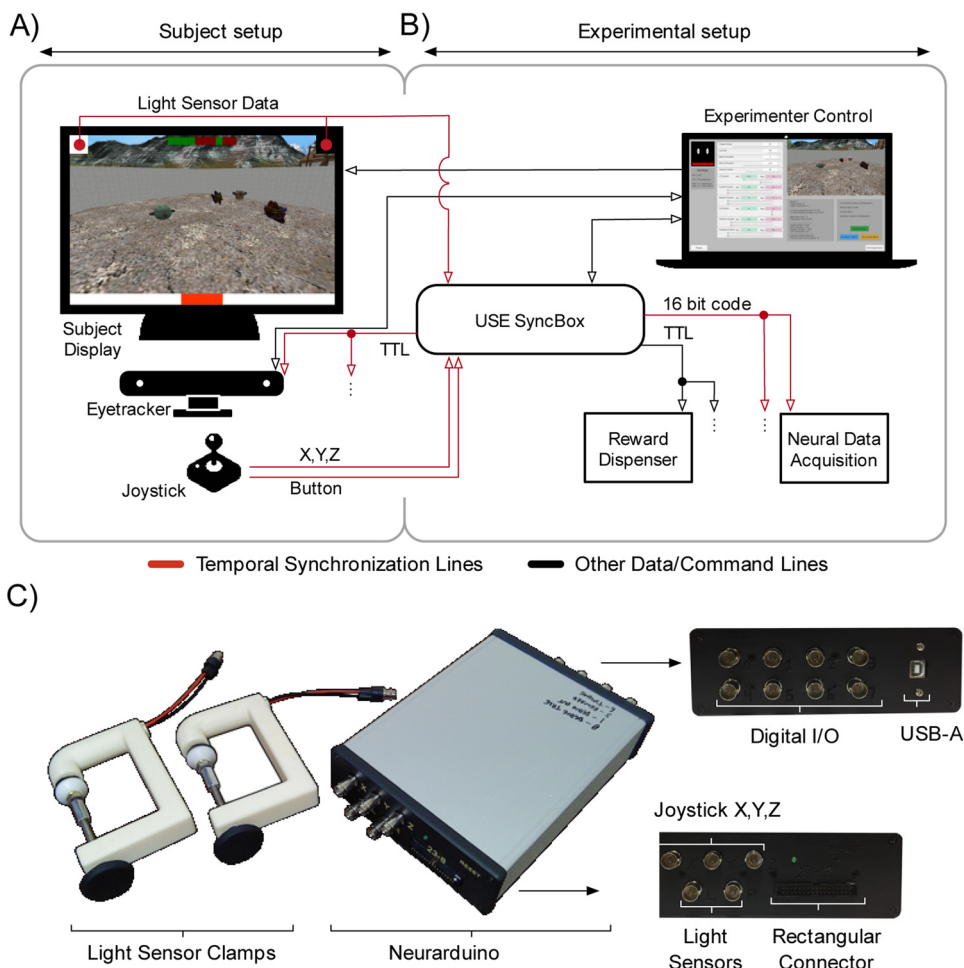 A)
Subject setup
B)
Experimental setup
Light Sensor Data
Experimenter Control
USE SyncBox
16 bit code
TTL
TTL
Subject
Display
Eyetracker
X,Y,Z
Button
Joystick
Reward
Dispenser
Neural Data
Acquisition
Temporal Synchronization Lines
Other Data/Command Lines
C)
Digital I/O
USB-A
Joystick X,Y,Z
Light Sensor Clamps
Neurarduino
Light
Sensors
Rectangular
Connector
X
Y
Z
RESET